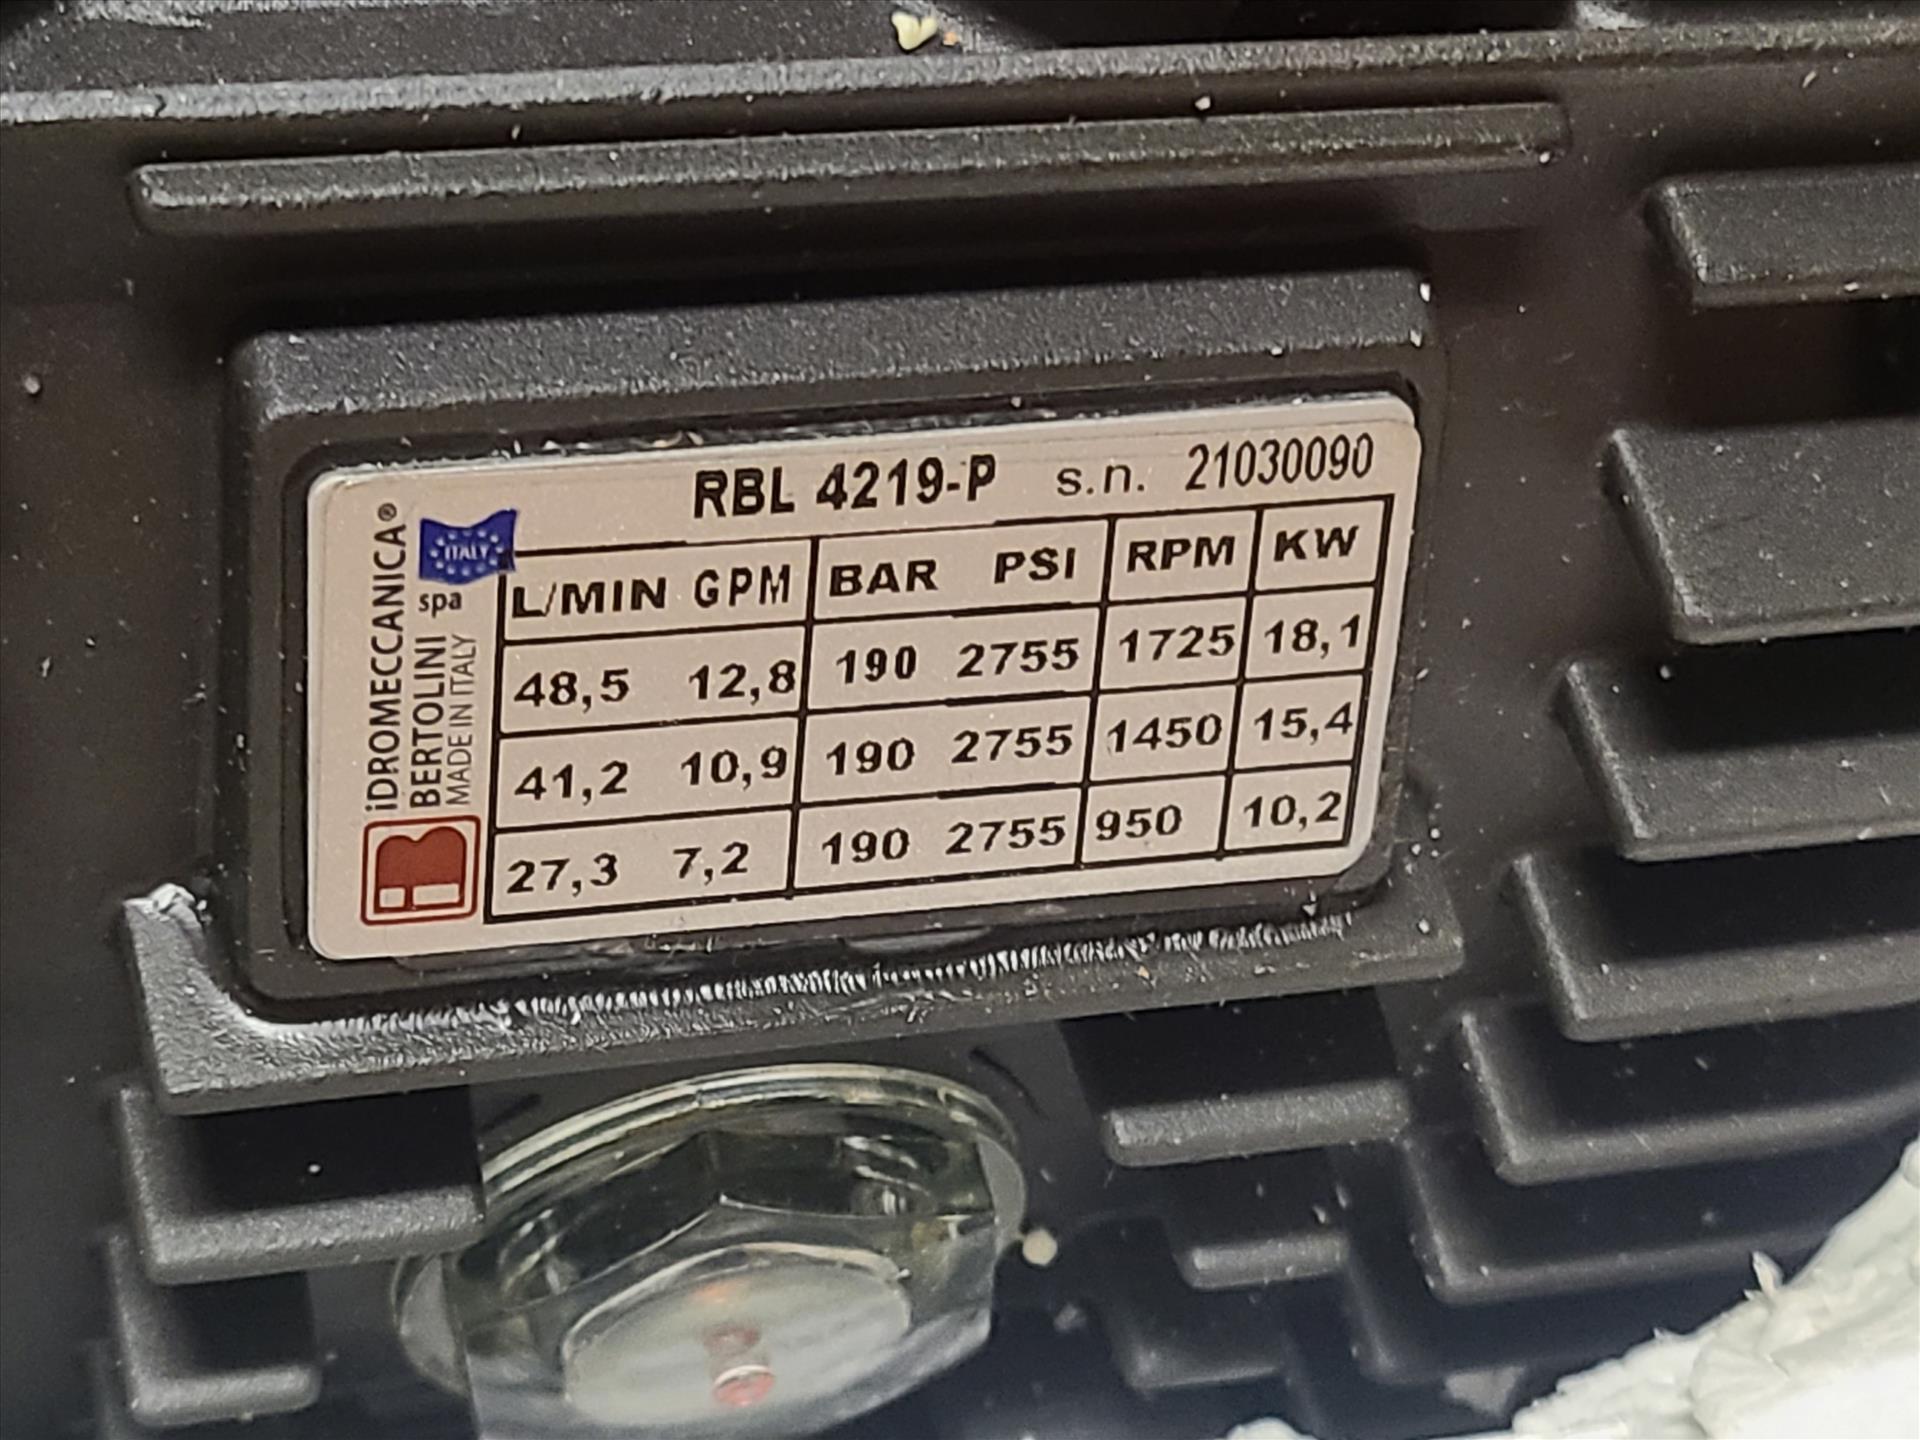 RBL 4219-P s.n. 21030090
iDROMECCANICA®
BERTOLINI spa
MADE IN ITALY
ITALY
L/MIN GPM BAR PSI RPM KW
48,5 12,8 190 2755 1725 18,1
41,2 10,9 190 2755 1450 15,4
27,3 7,2 190 2755 950 10,2